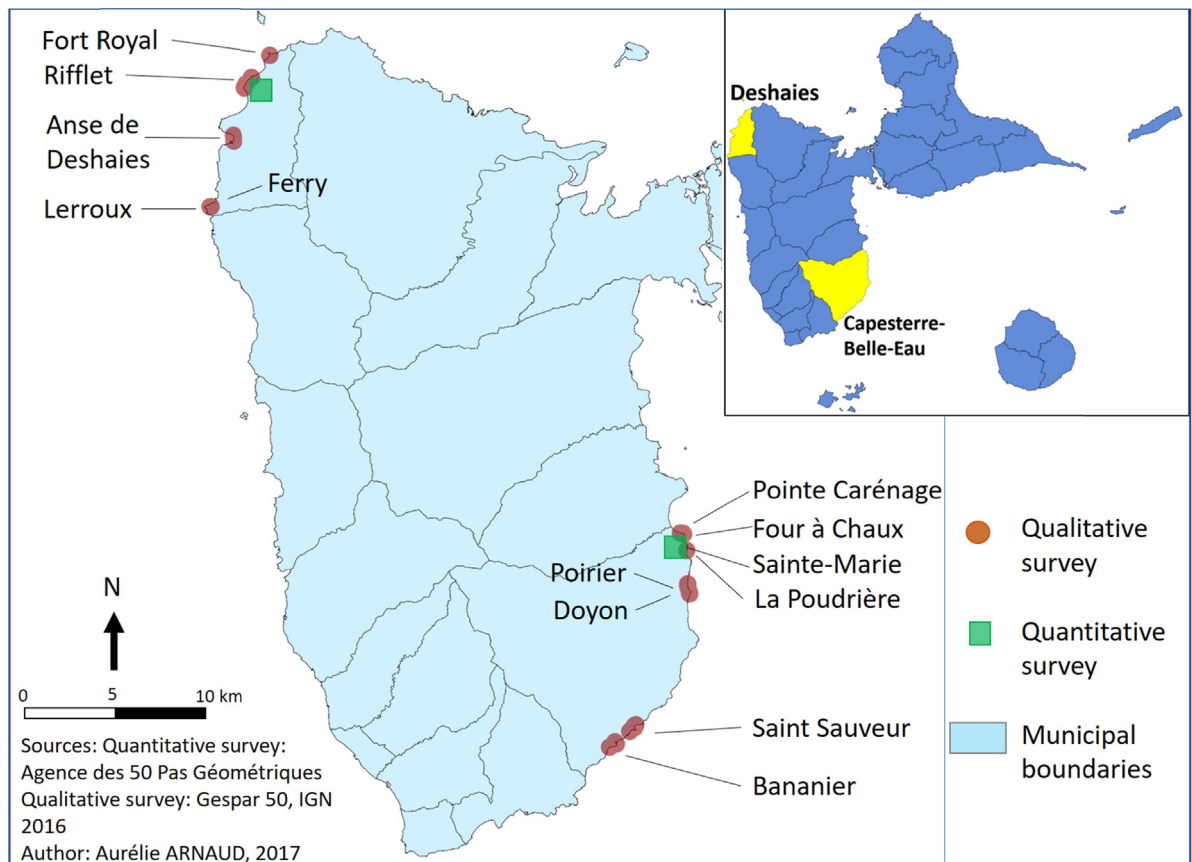 Fort Royal
Rifflet
Anse de
Deshaies
Ferry
Lerroux
Deshaies
Capesterre-
Belle-Eau
Pointe Carénage
Four à Chaux
Sainte-Marie
La Poudrière
Poirier
Doyon
Saint Sauveur
Bananier
Qualitative
survey
Quantitative
survey
Municipal
boundaries
N
0 5 10 km
Sources: Quantitative survey:
Agence des 50 Pas Géométriques
Qualitative survey: Gespar 50, IGN
2016
Author: Aurélie ARNAUD, 2017